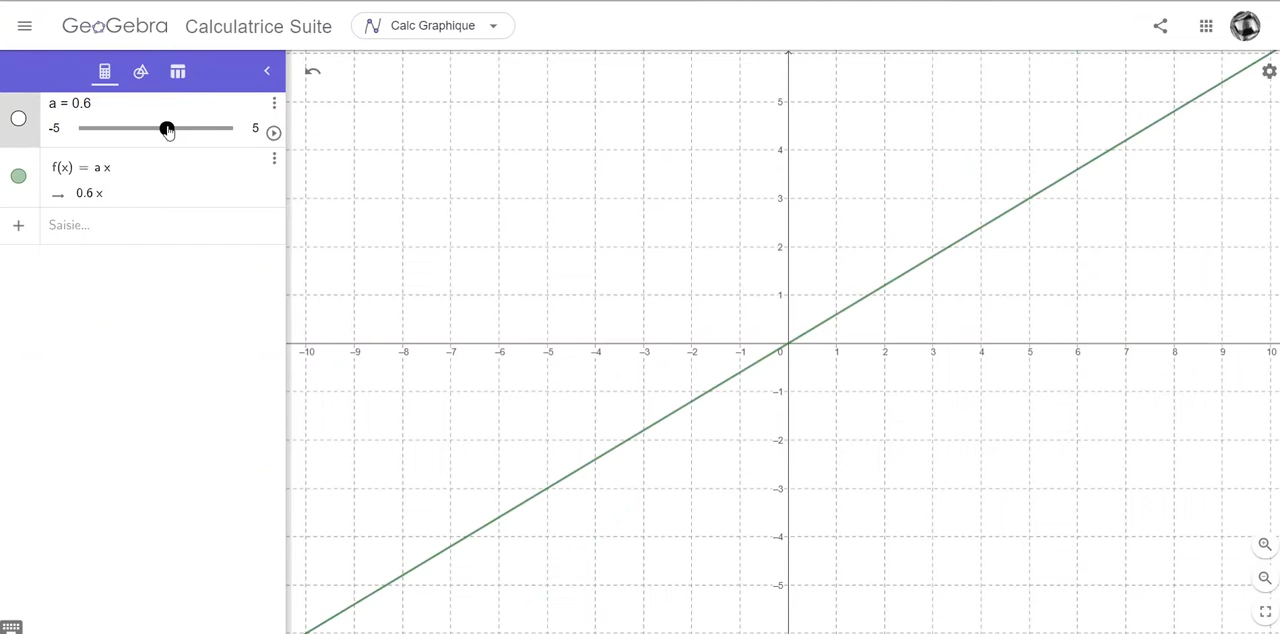 GeoGebra Calculatrice Suite Calc Graphique
a = 0.6
-5 5
f(x) = a x
→ 0.6 x
+ Saisie...
5
4
3
2
1
–10 –9 –8 –7 –6 –5 –4 –3 –2 –1 0 1 2 3 4 5 6 7 8 9 10
–1
–2
–3
–4
–5